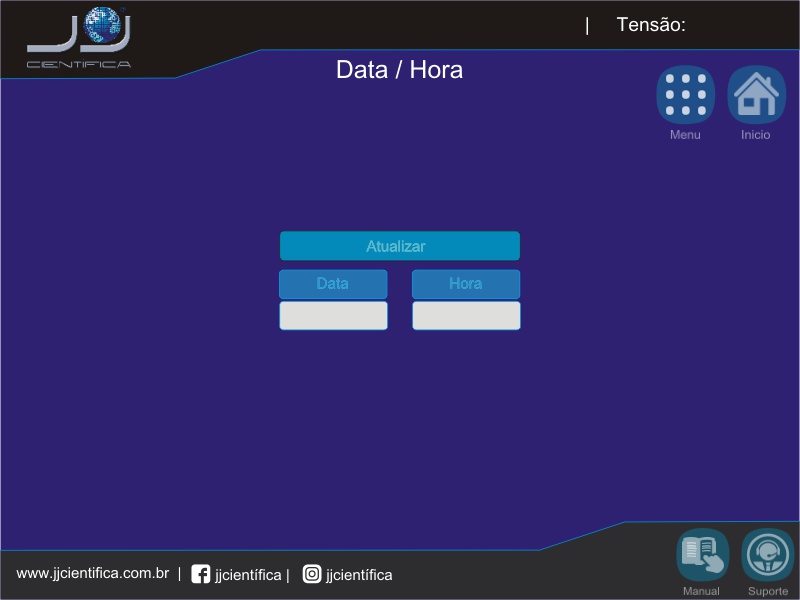 JJ
CIENTIFICA
| Tensão:
Data / Hora
Menu
Inicio
Atualizar
Data
Hora
www.jjcientifica.com.br | jjcientífica | jjcientífica
Manual
Suporte